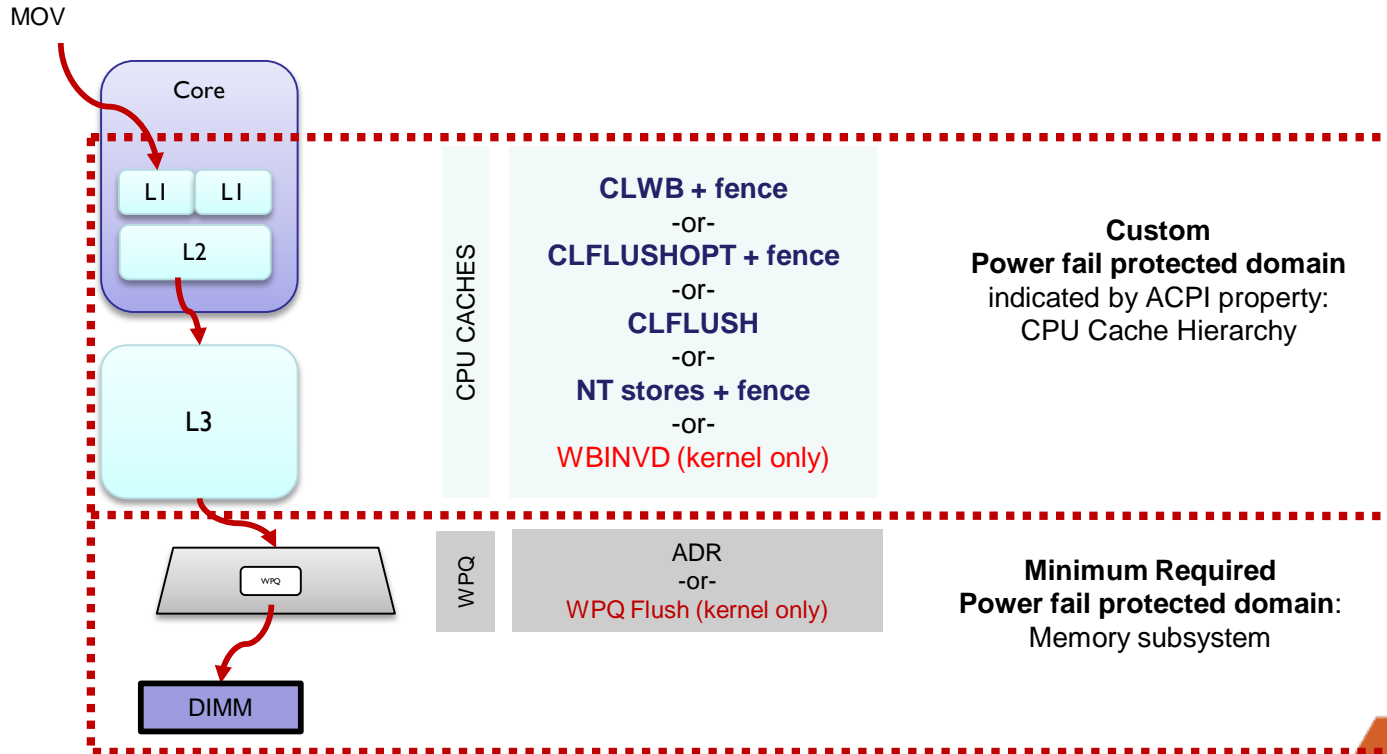 MOV
Core
L1 L1
L2
L3
CPU CACHES
CLWB + fence
-or-
CLFLUSHOPT + fence
-or-
CLFLUSH
-or-
NT stores + fence
-or-
WBINVD (kernel only)
Custom
Power fail protected domain
indicated by ACPI property:
CPU Cache Hierarchy
WPQ
DIMM
WPQ
ADR
-or-
WPQ Flush (kernel only)
Minimum Required
Power fail protected domain:
Memory subsystem